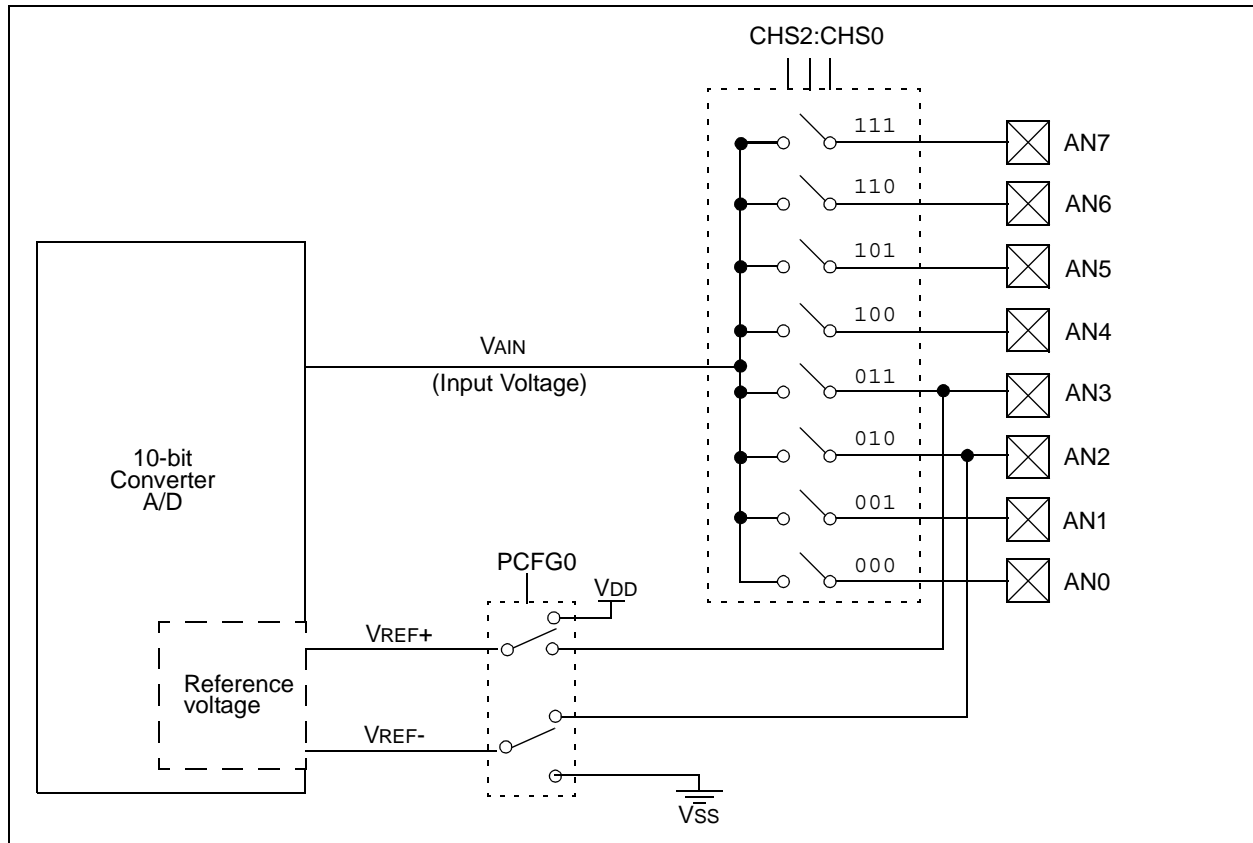 CHS2:CHS0
111
AN7
110
AN6
101
AN5
100
AN4
VAIN
(Input Voltage)
011
AN3
010
AN2
10-bit
Converter
A/D
001
AN1
000
AN0
PCFG0
VDD
VREF+
Reference
voltage
VREF-
VSS